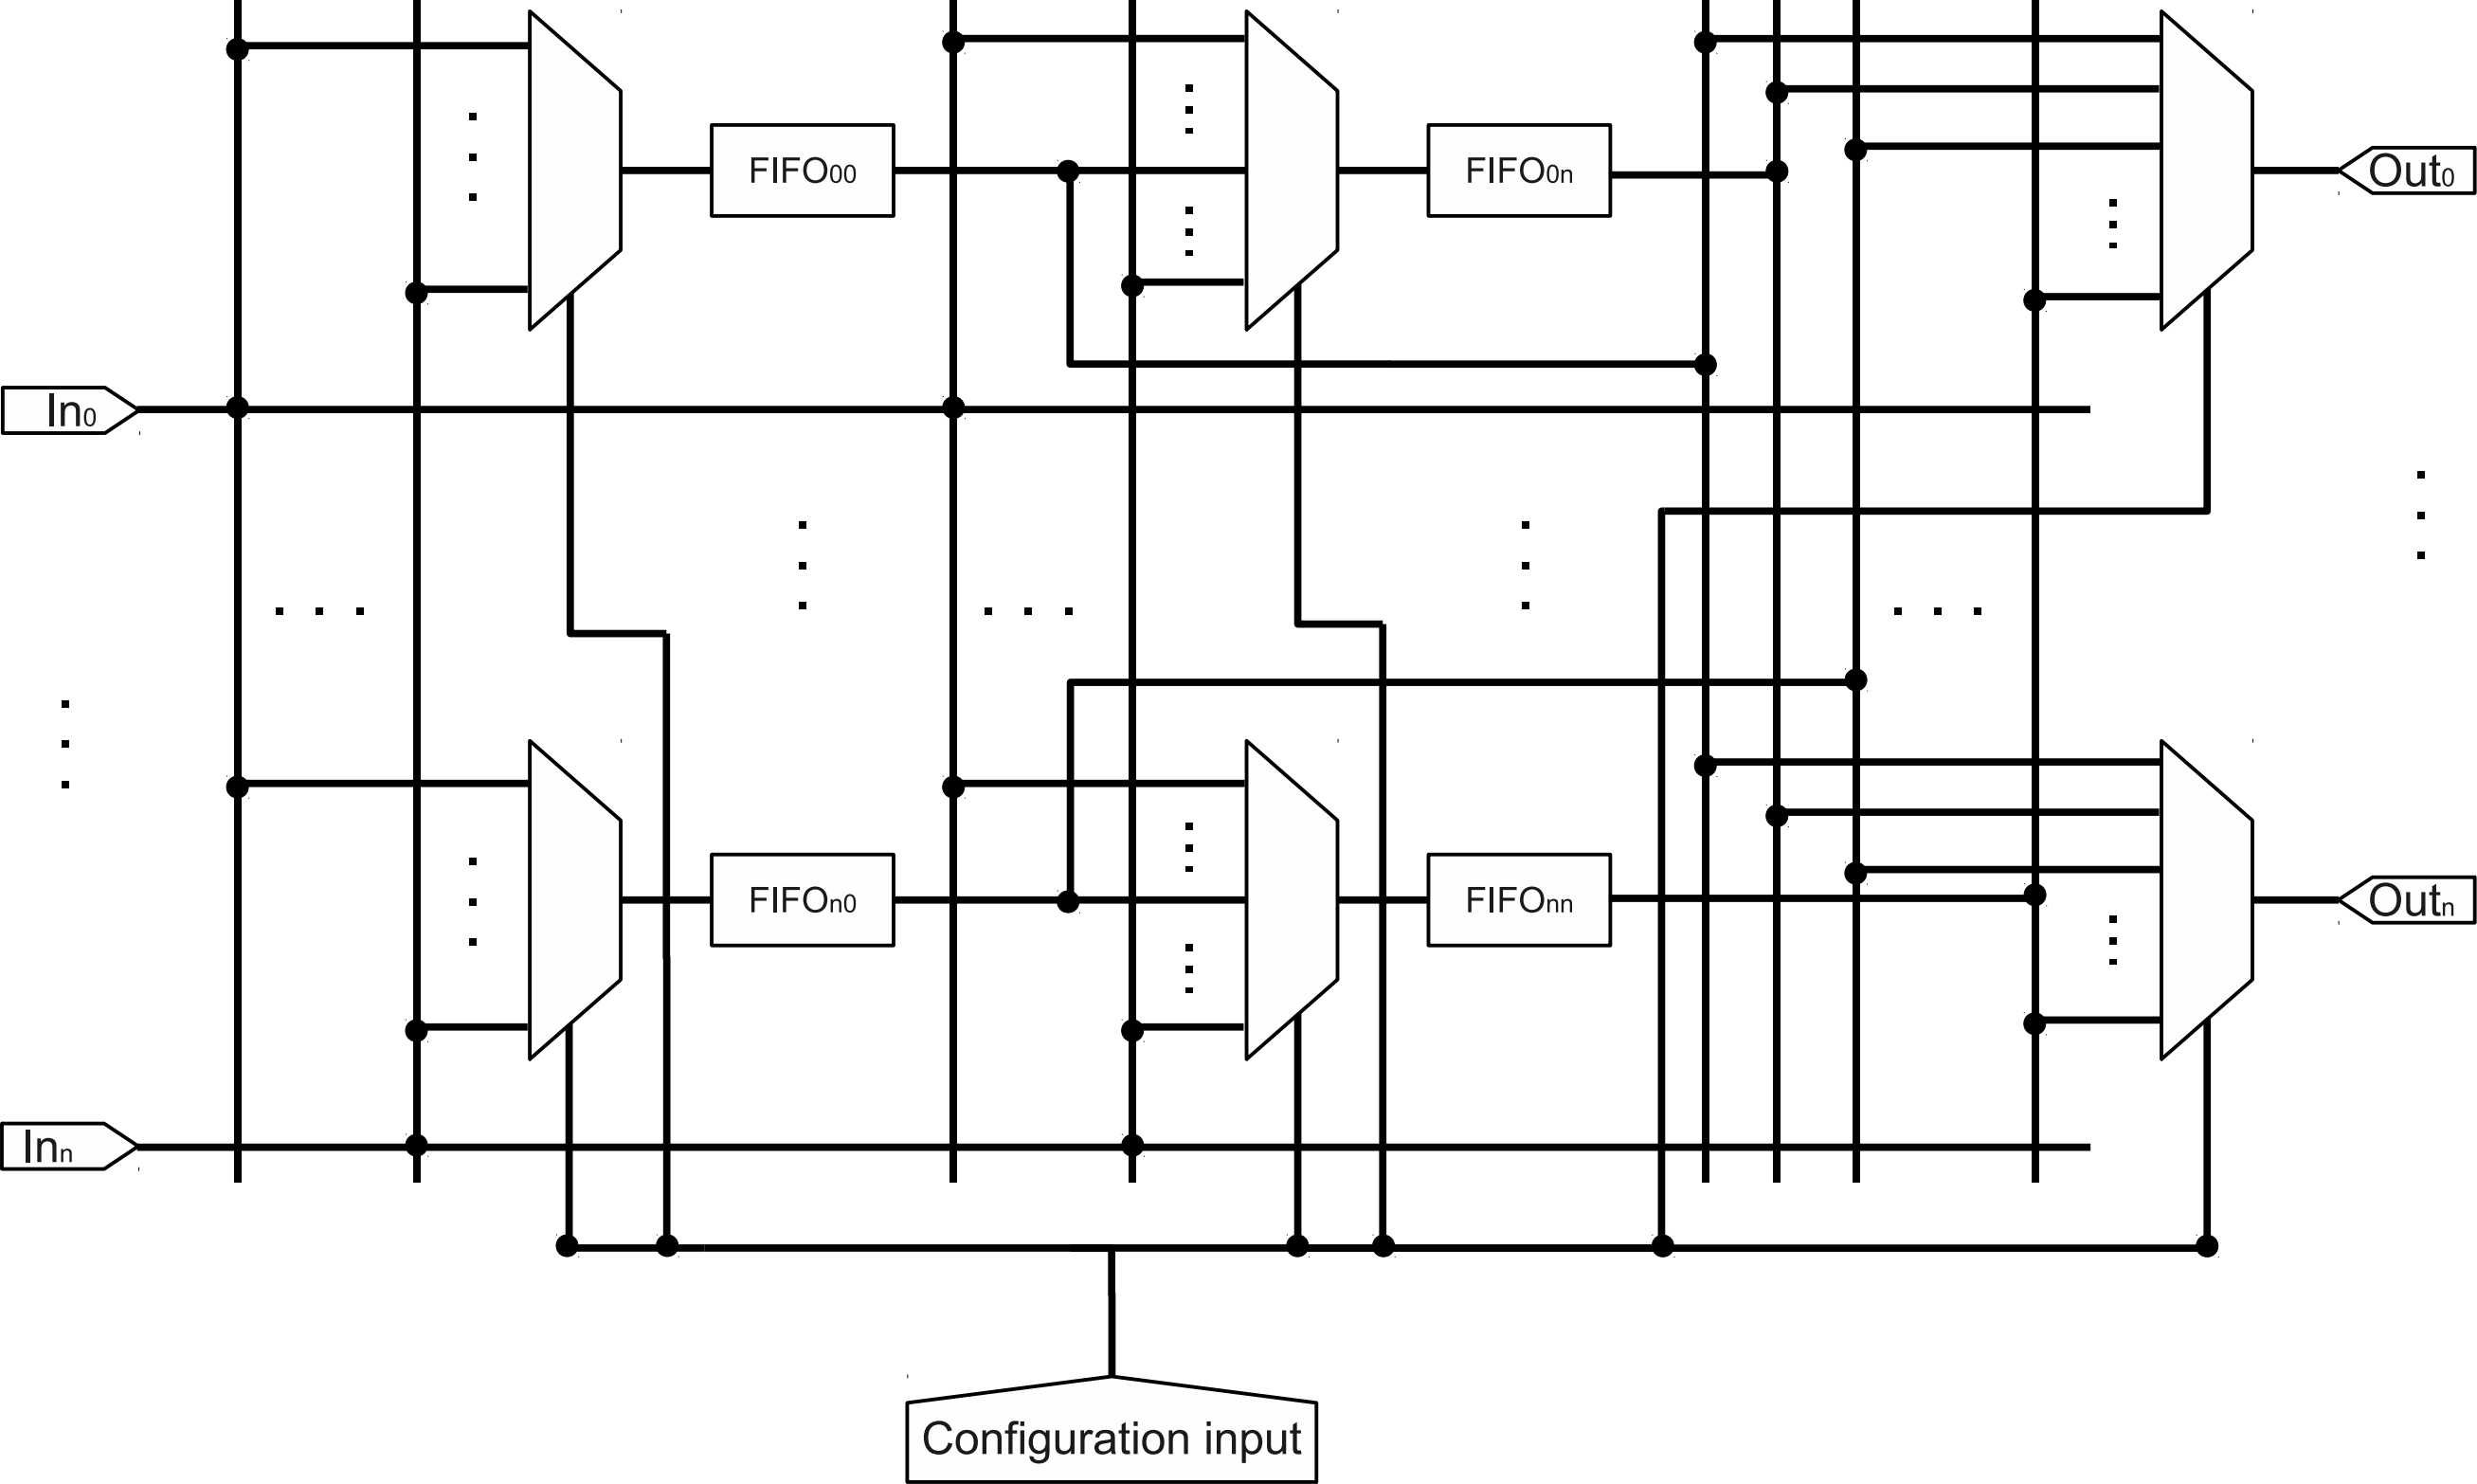 FIFO00
FIFO0n
Out0
In0
FIFOn0
FIFOnn
Outn
Inn
Configuration input